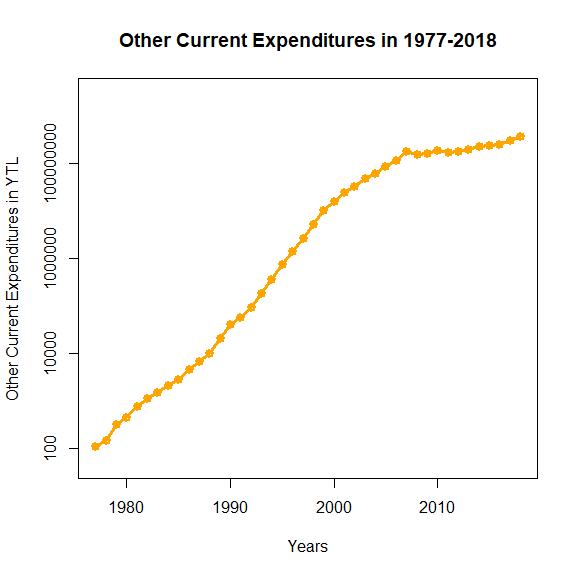 Other Current Expenditures in 1977-2018
Other Current Expenditures in YTL
100000000
1000000
10000
100
1980 1990 2000 2010
Years